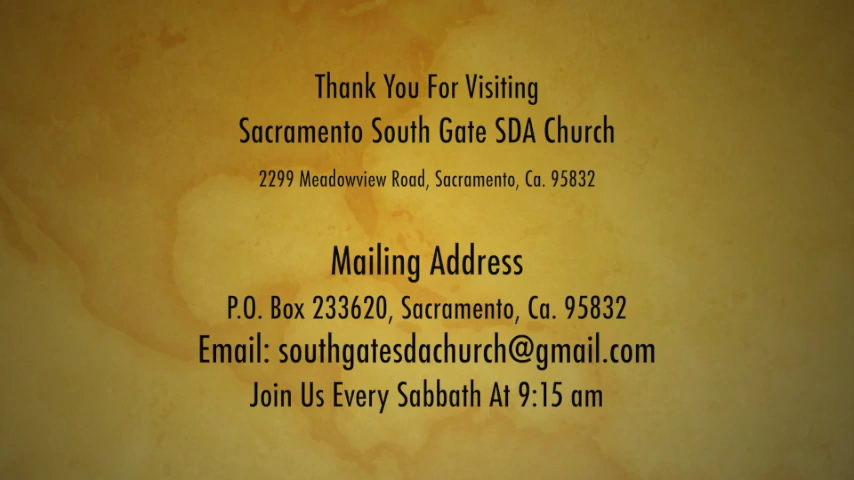 Thank You For Visiting
Sacramento South Gate SDA Church
2299 Meadowview Road, Sacramento, Ca. 95832
Mailing Address
P.O. Box 233620, Sacramento, Ca. 95832
Email: southgatesdachurch@gmail.com
Join Us Every Sabbath At 9:15 am